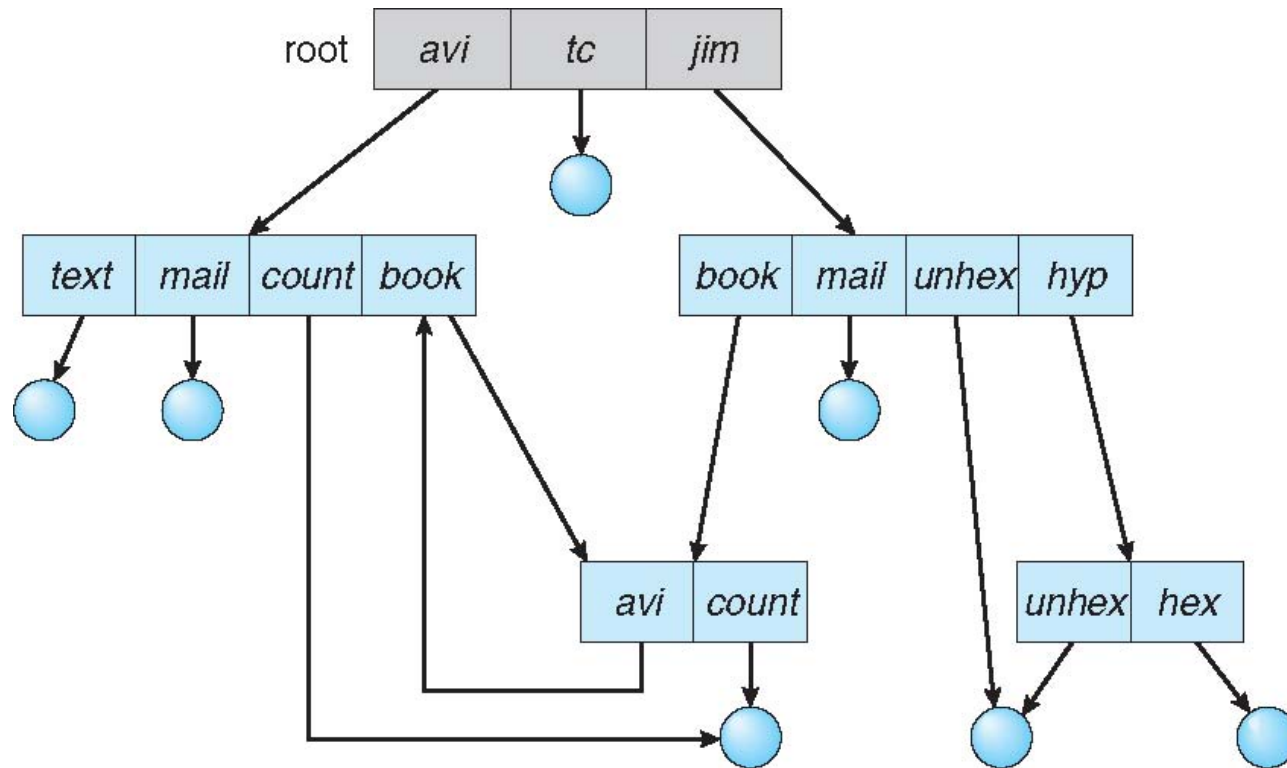 root avi tc jim
text mail count book book mail unhex hyp
avi count unhex hex